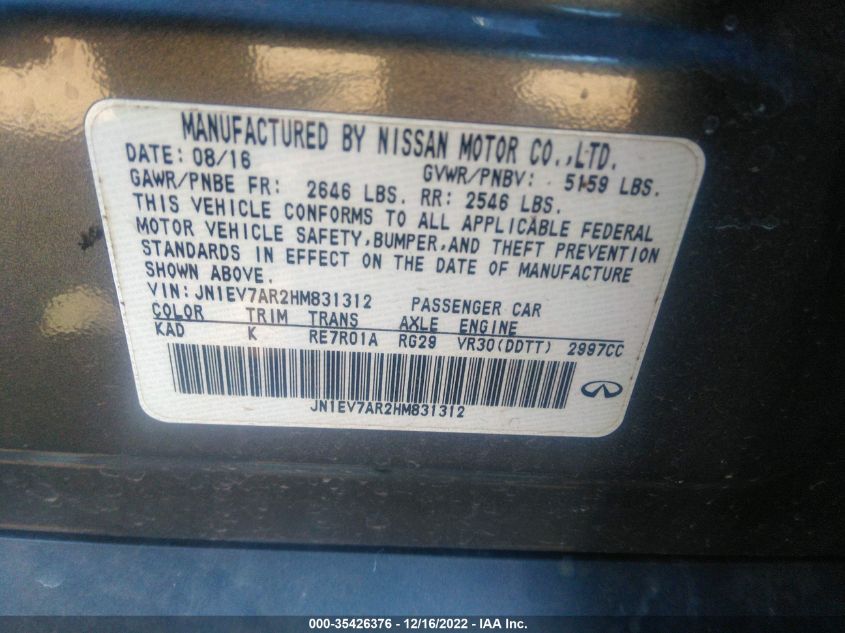 MANUFACTURED BY NISSAN MOTOR CO.,LTD.
DATE: 08/16 GVWR/PNBV: 5159 LBS.
GAWR/PNBE FR: 2646 LBS. RR: 2546 LBS.
THIS VEHICLE CONFORMS TO ALL APPLICABLE FEDERAL
MOTOR VEHICLE SAFETY,BUMPER,AND THEFT PREVENTION
STANDARDS IN EFFECT ON THE DATE OF MANUFACTURE
SHOWN ABOVE.
VIN: JN1EV7AR2HM831312 PASSENGER CAR
COLOR TRIM TRANS AXLE ENGINE
KAD K RE7R01A RG29 VR30(DDTT) 2997CC
JN1EV7AR2HM831312
000-35426376 - 12/16/2022 - IAA Inc.